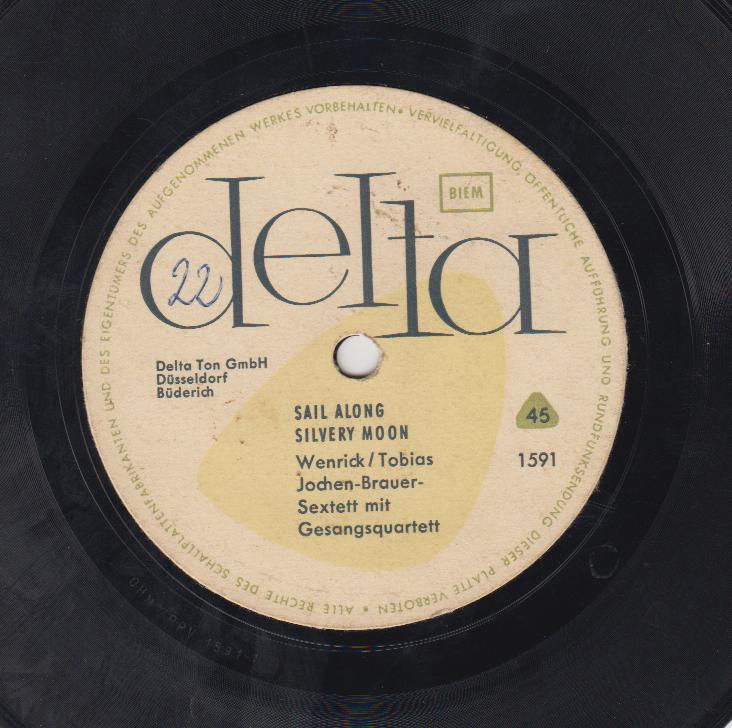 delta
BIEM
22
Delta Ton GmbH
Düsseldorf
Büderich
SAIL ALONG
SILVERY MOON
Wenrick/Tobias
Jochen-Brauer-
Sextett mit
Gesangsquartett
45
1591
ALLE RECHTE DES SCHALLPLATTENFABRIKANTEN UND DES EIGENTÜMERS DES AUFGENOMMENEN WERKES VORBEHALTEN • VERVIELFÄLTIGUNG, ÖFFENTLICHE AUFFÜHRUNG UND RUNDFUNKSENDUNG DIESER PLATTE VERBOTEN •
1591